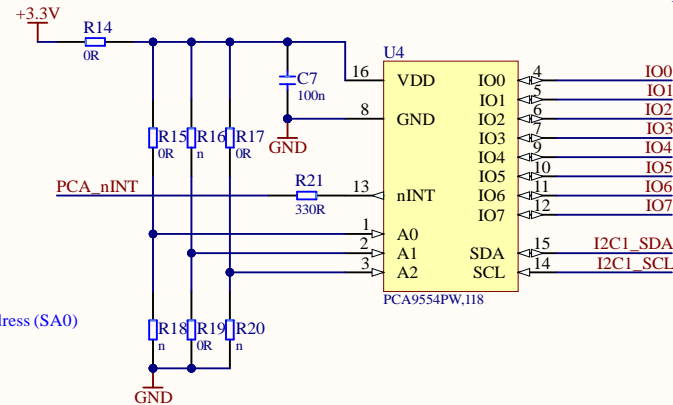 +3.3V
R14
0R
U4
16 VDD
IO0 4 IO0
IO1 5 IO1
C7
100n
8 GND
IO2 6 IO2
IO3 7 IO3
R15
0R
R16
n
R17
0R
GND
IO4 9 IO4
IO5 10 IO5
PCA_nINT
R21
330R
13 nINT
IO6 11 IO6
IO7 12 IO7
1 A0
2 A1
SDA 15 I2C1_SDA
3 A2
SCL 14 I2C1_SCL
PCA9554PW,118
ress (SA0)
R18
n
R19
0R
R20
n
GND